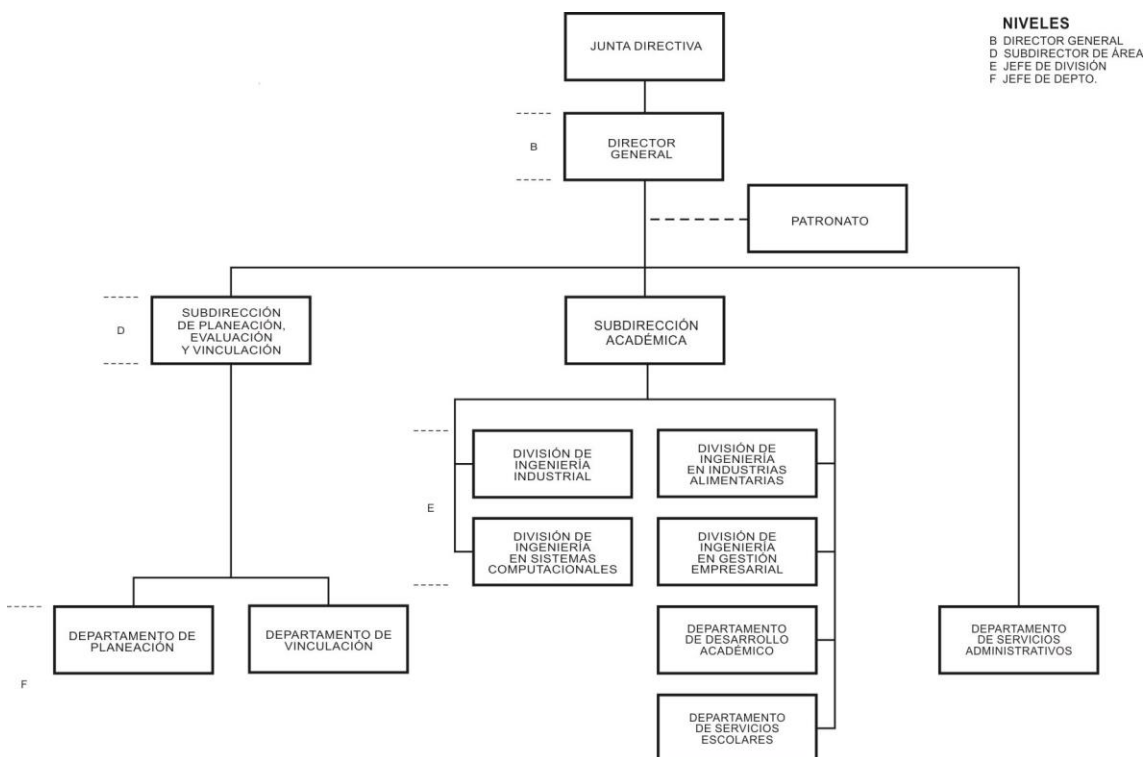 NIVELES
B DIRECTOR GENERAL
D SUBDIRECTOR DE ÁREA
E JEFE DE DIVISIÓN
F JEFE DE DEPTO.
JUNTA DIRECTIVA
B
DIRECTOR
GENERAL
PATRONATO
D
SUBDIRECCIÓN
DE PLANEACIÓN,
EVALUACIÓN
Y VINCULACIÓN
SUBDIRECCIÓN
ACADÉMICA
E
DIVISIÓN DE
INGENIERÍA
INDUSTRIAL
DIVISIÓN DE
INGENIERÍA
EN INDUSTRIAS
ALIMENTARIAS
DIVISIÓN DE
INGENIERÍA
EN SISTEMAS
COMPUTACIONALES
DIVISIÓN DE
INGENIERÍA
EN GESTIÓN
EMPRESARIAL
F
DEPARTAMENTO DE
PLANEACIÓN
DEPARTAMENTO DE
VINCULACIÓN
DEPARTAMENTO
DE DESARROLLO
ACADÉMICO
DEPARTAMENTO
DE SERVICIOS
ADMINISTRATIVOS
DEPARTAMENTO
DE SERVICIOS
ESCOLARES